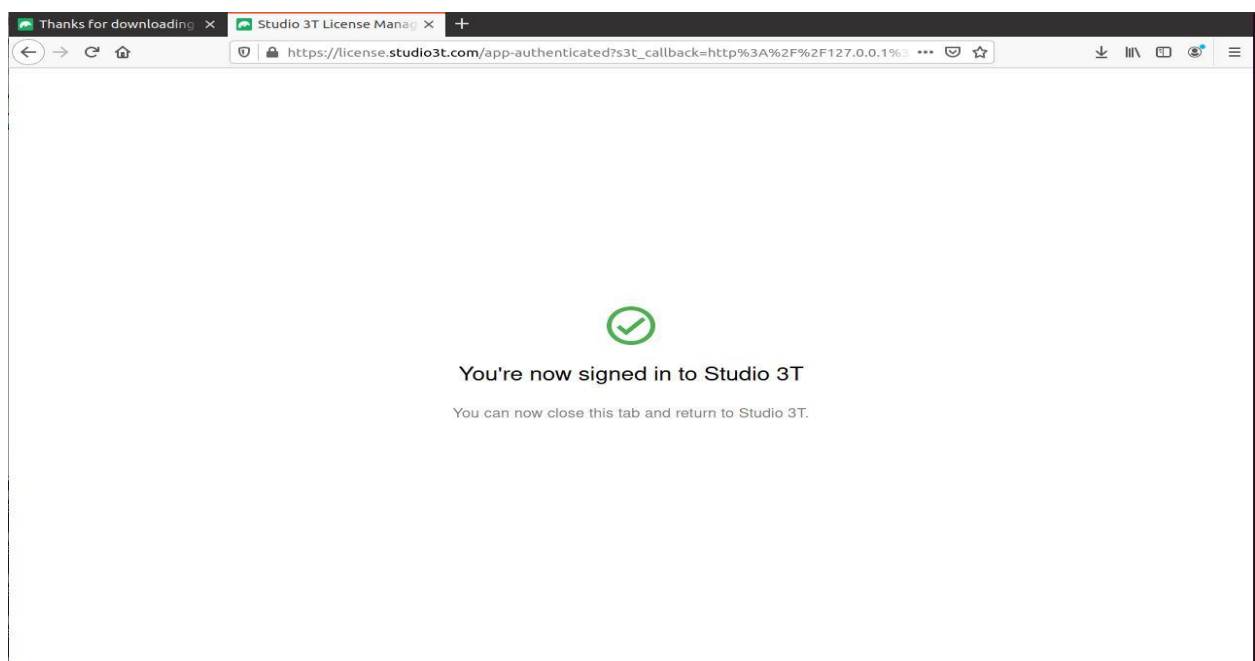 Thanks for downloading
Studio 3T License Manag
https://license.studio3t.com/app-authenticated?s3t_callback=http%3A%2F%2F127.0.0.1%3
You're now signed in to Studio 3T
You can now close this tab and return to Studio 3T.